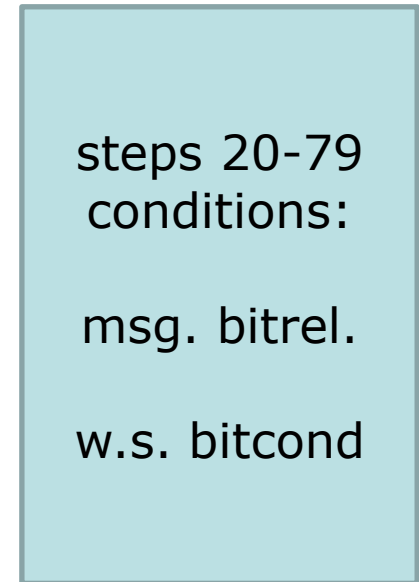 steps 20-79
conditions:
msg. bitrel.
w.s. bitcond